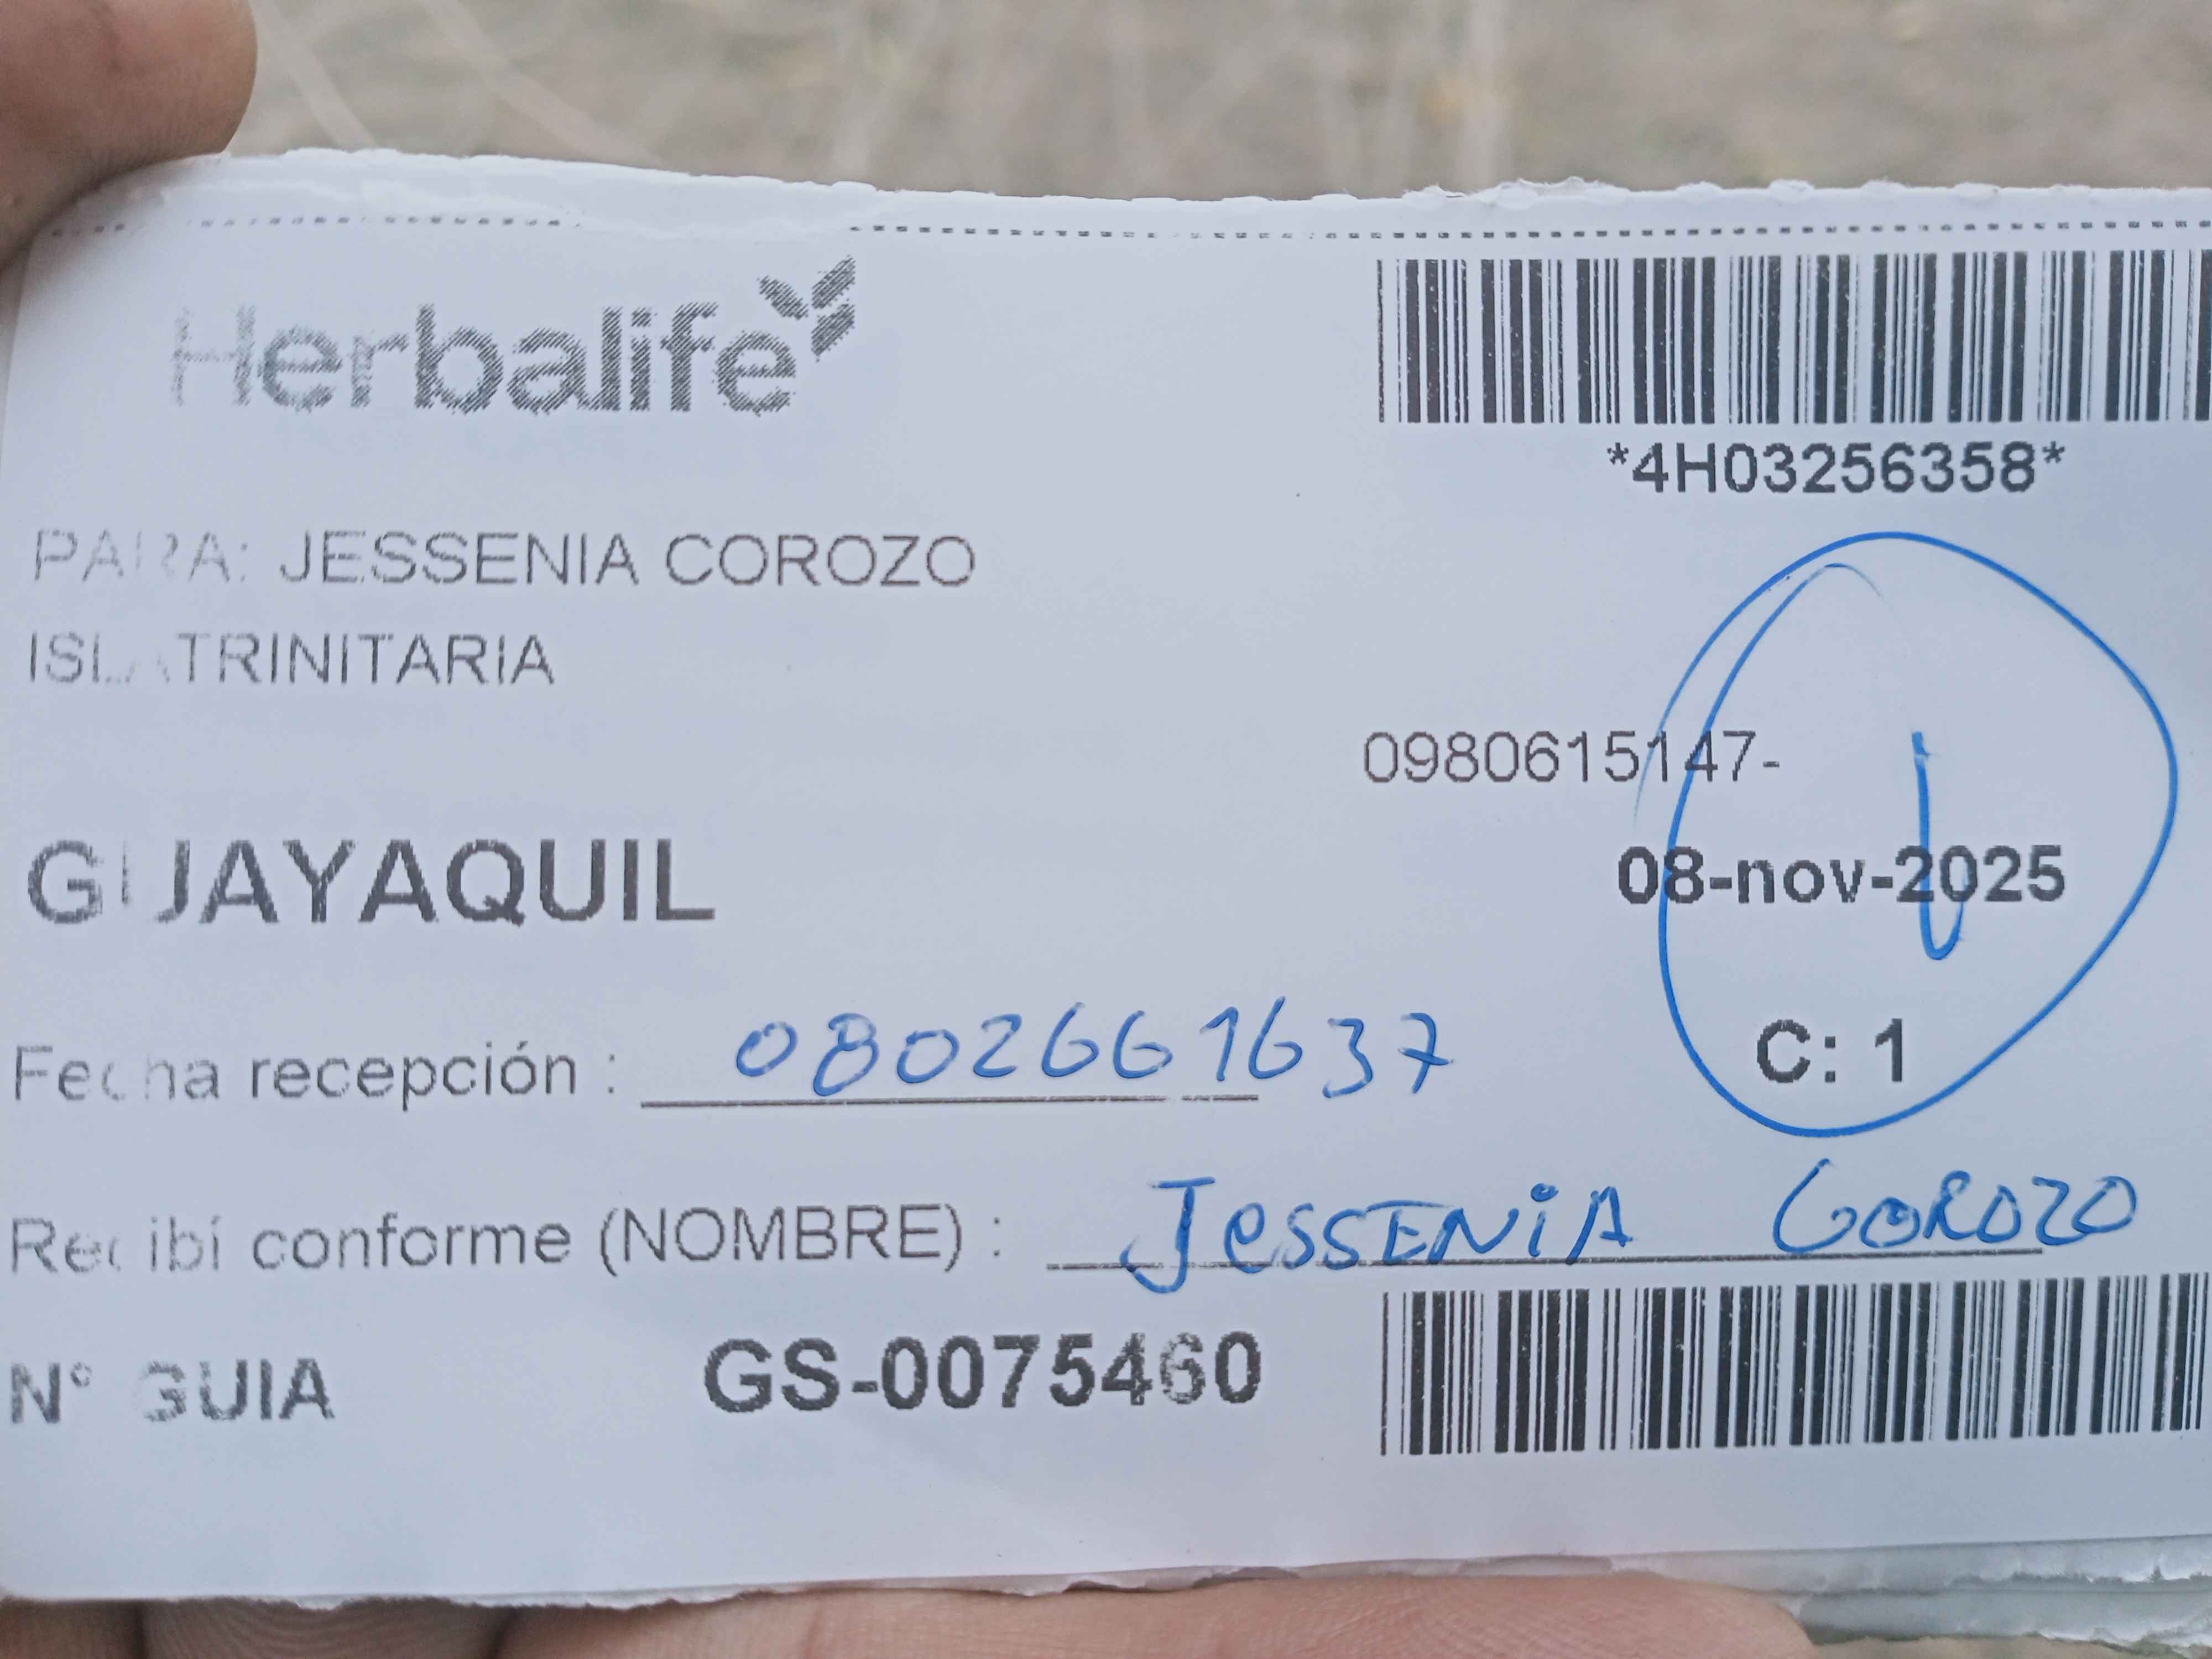 Herbalife
*4H03256358*
PARA: JESSENIA COROZO
ISLA TRINITARIA
0980615147-
GUAYAQUIL
08-nov-2025
C: 1
Fecha recepción : 0802661637
Recibí conforme (NOMBRE) : JESSENIA COROZO
N° GUIA GS-0075460